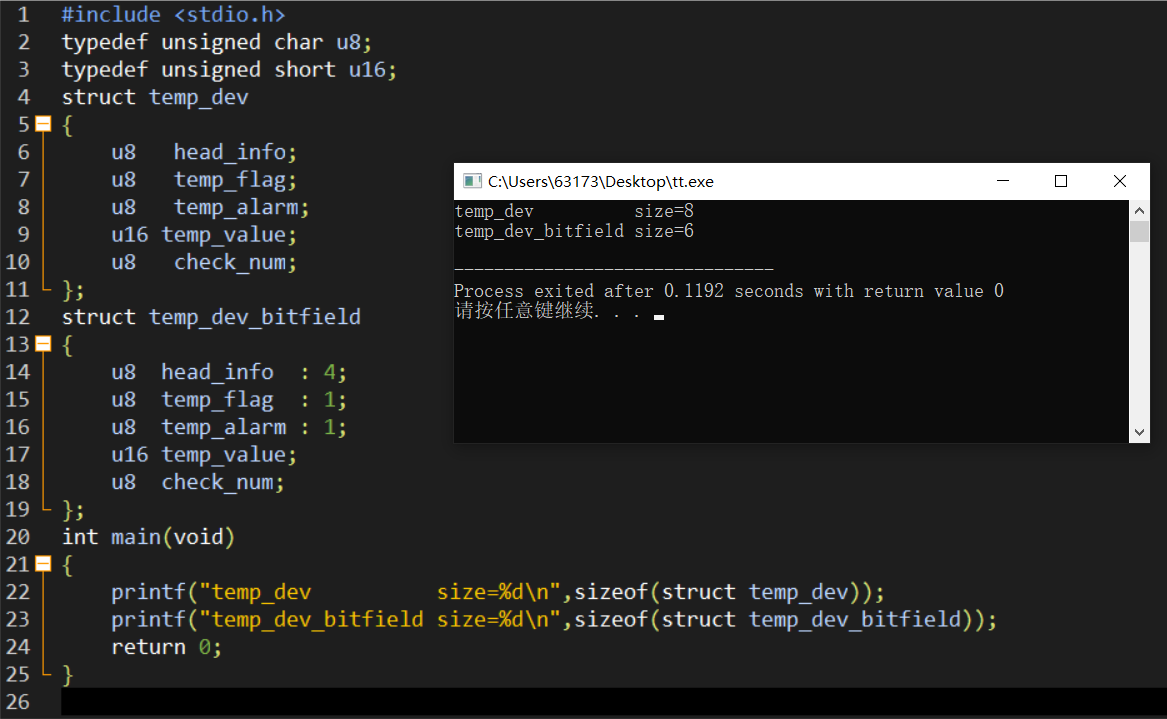 1 #include <stdio.h>
2 typedef unsigned char u8;
3 typedef unsigned short u16;
4 struct temp_dev
5 {
6 u8 head_info;
7 u8 temp_flag;
8 u8 temp_alarm;
9 u16 temp_value;
10 u8 check_num;
11 };
12 struct temp_dev_bitfield
13 {
14 u8 head_info : 4;
15 u8 temp_flag : 1;
16 u8 temp_alarm : 1;
17 u16 temp_value;
18 u8 check_num;
19 };
20 int main(void)
21 {
22 printf("temp_dev          size=%d\n",sizeof(struct temp_dev));
23 printf("temp_dev_bitfield size=%d\n",sizeof(struct temp_dev_bitfield));
24 return 0;
25 }
26
C:\Users\63173\Desktop\tt.exe
temp_dev          size=8
temp_dev_bitfield size=6
--------------------------------
Process exited after 0.1192 seconds with return value 0
请按任意键继续. . .